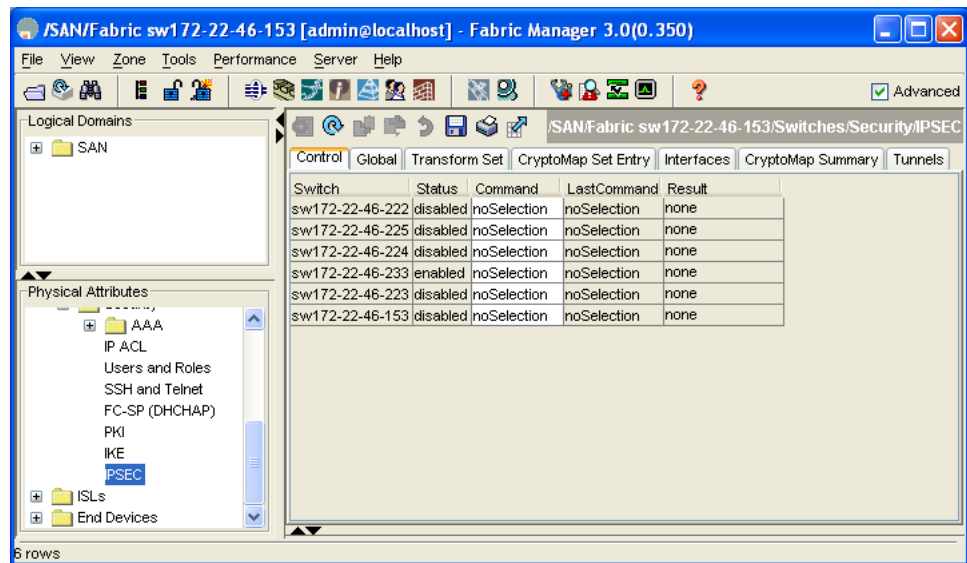 /SAN/Fabric sw172-22-46-153 [admin@localhost] - Fabric Manager 3.0(0.350)
File View Zone Tools Performance Server Help
Advanced
Logical Domains
SAN
/SAN/Fabric sw172-22-46-153/Switches/Security/IPSEC
Control Global Transform Set CryptoMap Set Entry Interfaces CryptoMap Summary Tunnels
Switch Status Command LastCommand Result
sw172-22-46-222 disabled noSelection noSelection none
sw172-22-46-225 disabled noSelection noSelection none
sw172-22-46-224 disabled noSelection noSelection none
sw172-22-46-233 enabled noSelection noSelection none
sw172-22-46-223 disabled noSelection noSelection none
sw172-22-46-153 disabled noSelection noSelection none
Physical Attributes
AAA
IP ACL
Users and Roles
SSH and Telnet
FC-SP (DHCHAP)
PKI
IKE
IPSEC
ISLs
End Devices
6 rows